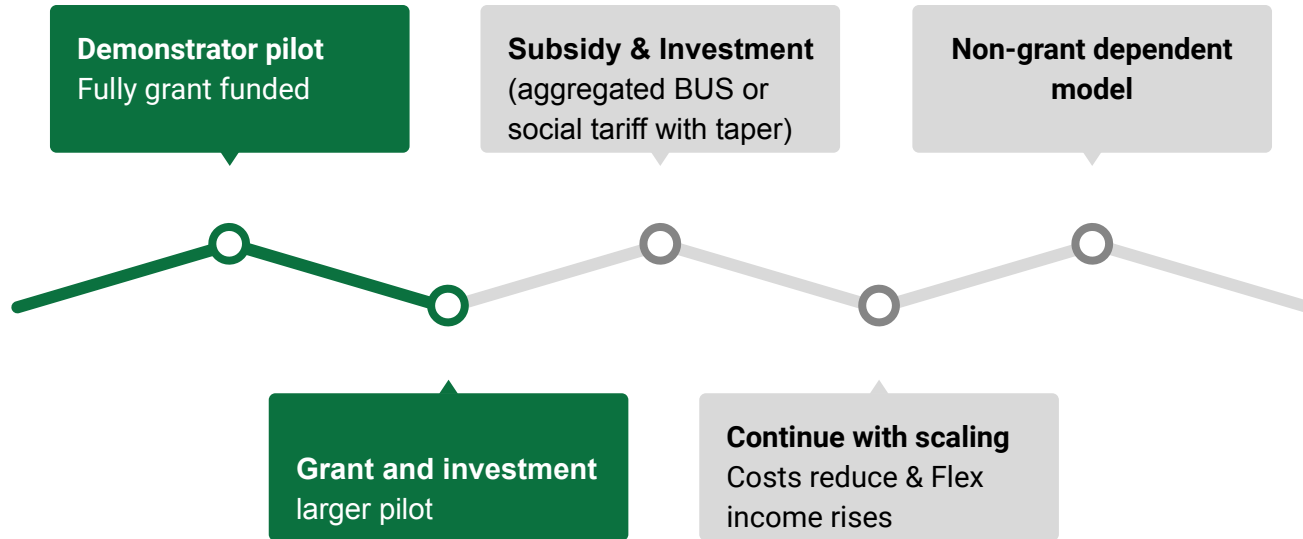 Demonstrator pilot
Fully grant funded
Grant and investment
larger pilot
Subsidy & Investment
(aggregated BUS or
social tariff with taper)
Continue with scaling
Costs reduce & Flex
income rises
Non-grant dependent
model